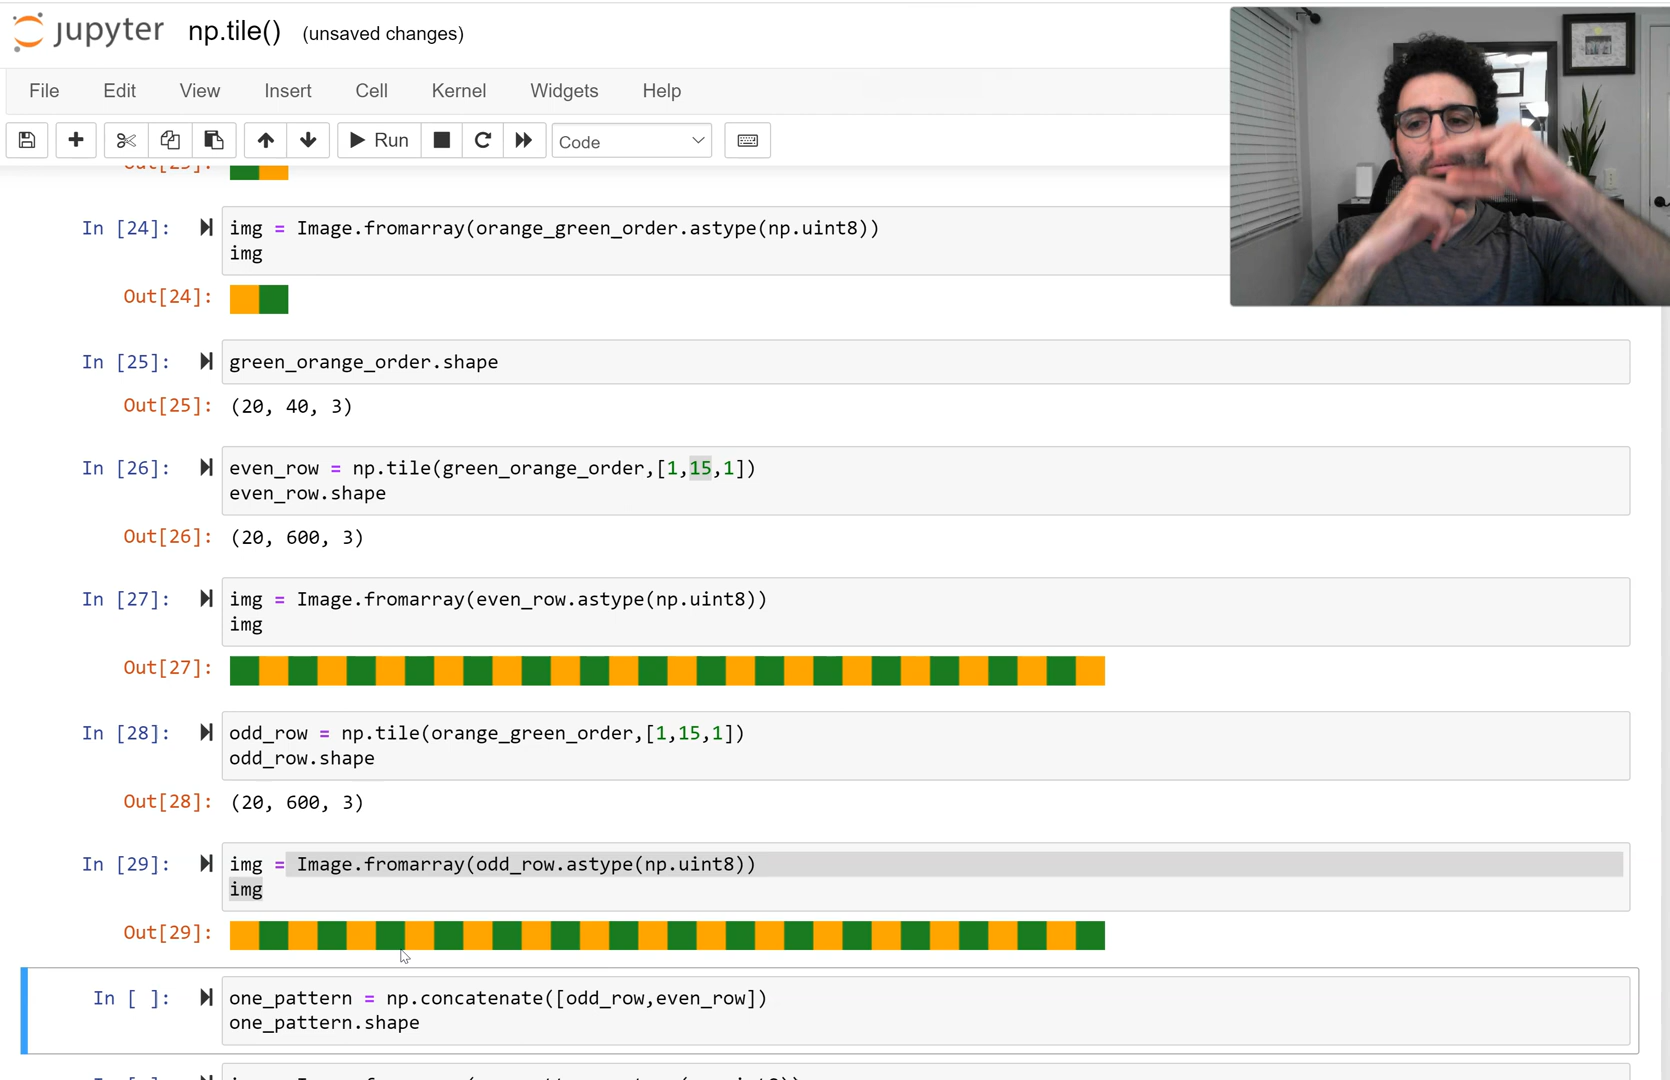 jupyter np.tile() (unsaved changes)
File Edit View Insert Cell Kernel Widgets Help
Run Code
In [24]: img = Image.fromarray(orange_green_order.astype(np.uint8))
img
Out[24]:
In [25]: green_orange_order.shape
Out[25]: (20, 40, 3)
In [26]: even_row = np.tile(green_orange_order,[1,15,1])
even_row.shape
Out[26]: (20, 600, 3)
In [27]: img = Image.fromarray(even_row.astype(np.uint8))
img
Out[27]:
In [28]: odd_row = np.tile(orange_green_order,[1,15,1])
odd_row.shape
Out[28]: (20, 600, 3)
In [29]: img = Image.fromarray(odd_row.astype(np.uint8))
img
Out[29]:
In [ ]: one_pattern = np.concatenate([odd_row,even_row])
one_pattern.shape